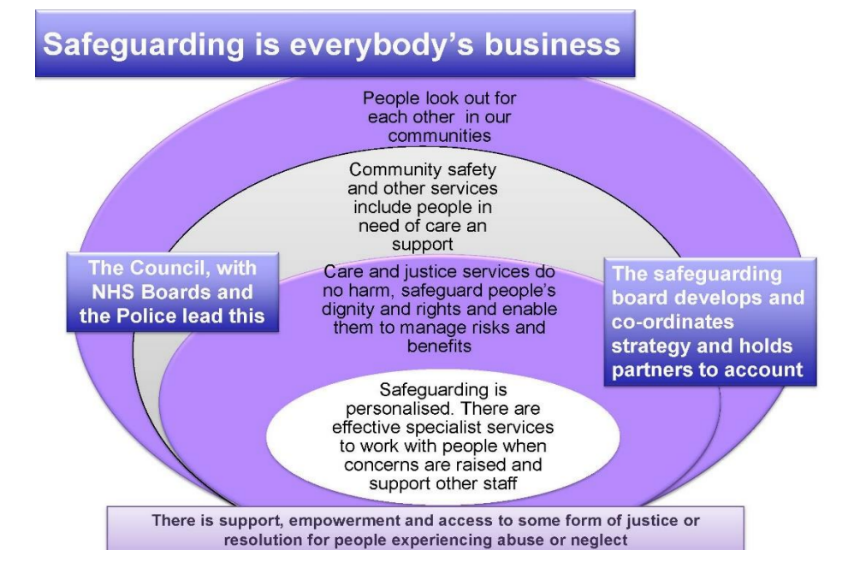 Safeguarding is everybody's business
People look out for
each other in our
communities
Community safety
and other services
include people in
need of care an
support
The Council, with
NHS Boards and
the Police lead this
Care and justice services do
no harm, safeguard people's
dignity and rights and enable
them to manage risks and
benefits
The safeguarding
board develops and
co-ordinates
strategy and holds
partners to account
Safeguarding is
personalised. There are
effective specialist services
to work with people when
concerns are raised and
support other staff
There is support, empowerment and access to some form of justice or
resolution for people experiencing abuse or neglect